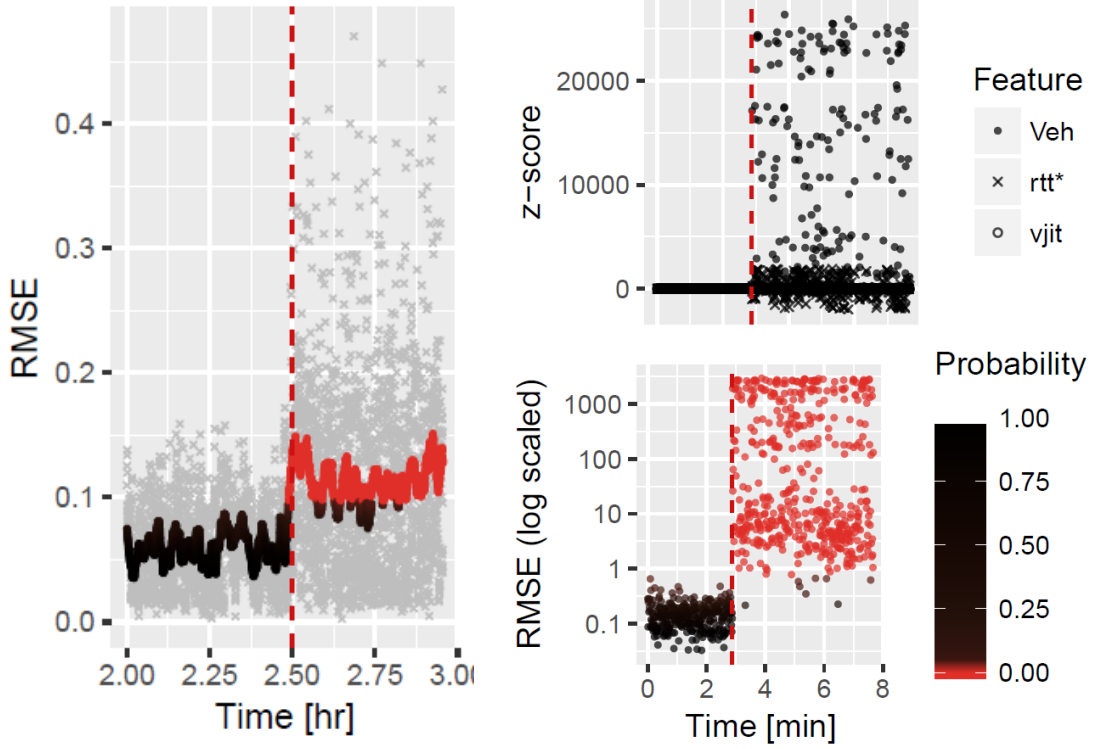 RMSE
0.4
0.3
0.2
0.1
0.0
2.00 2.25 2.50 2.75 3.00
Time [hr]
z−score
20000
10000
0
Feature
Veh
rtt*
vjit
RMSE (log scaled)
1000
100
10
1
0.1
0 2 4 6 8
Time [min]
Probability
1.00
0.75
0.50
0.25
0.00